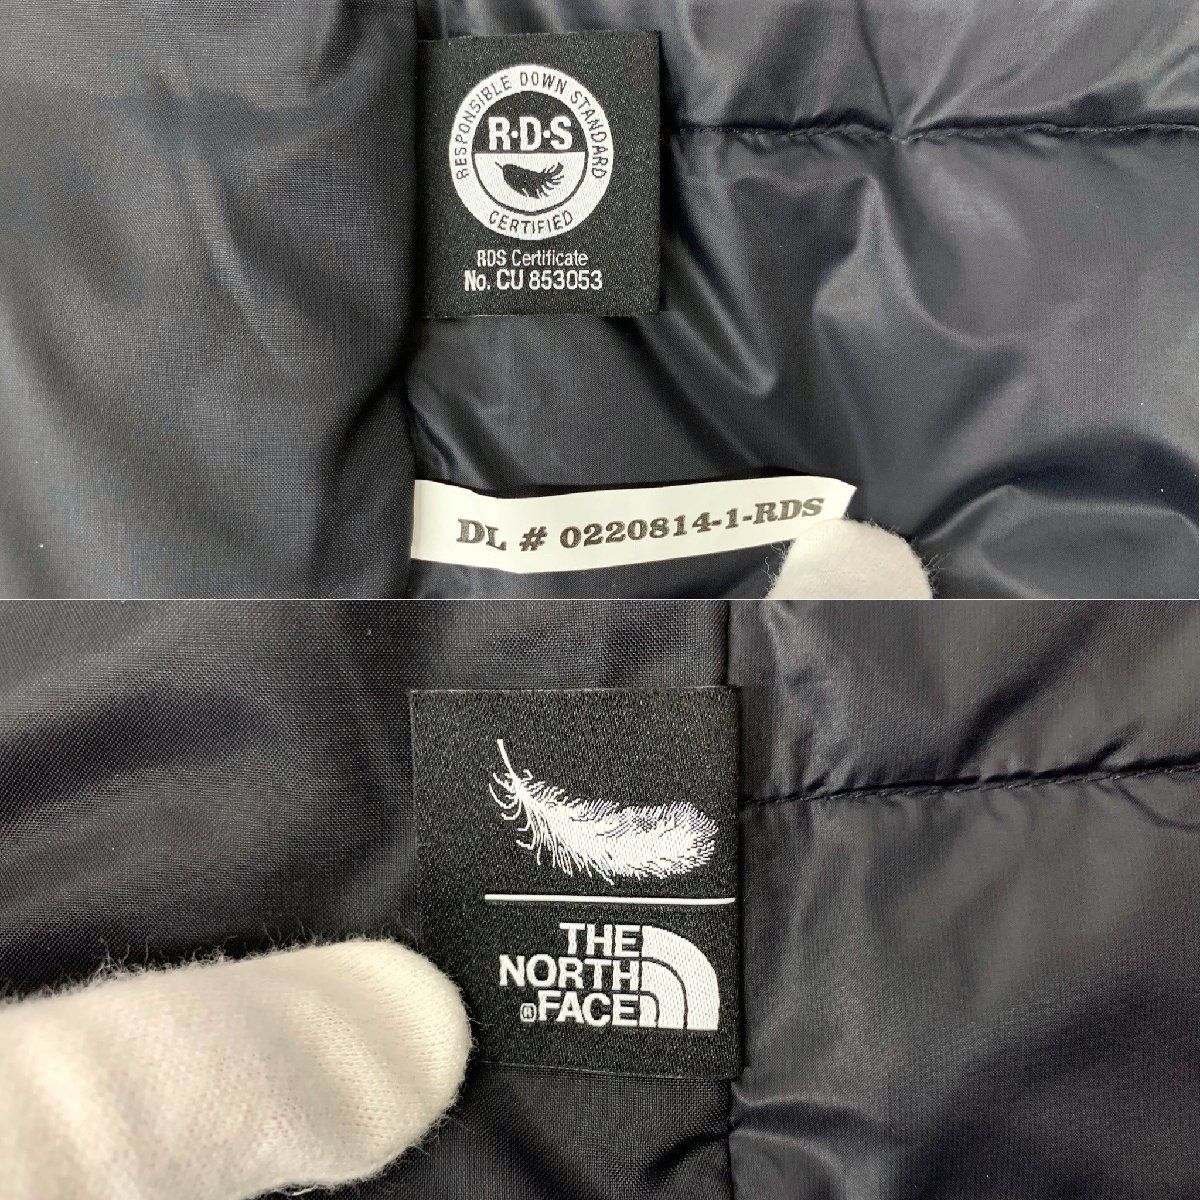 RESPONSIBLE DOWN STANDARD
R·D·S
CERTIFIED
RDS Certificate
No. CU 853053
DL # 0220814-1-RDS
THE
NORTH
®FACE